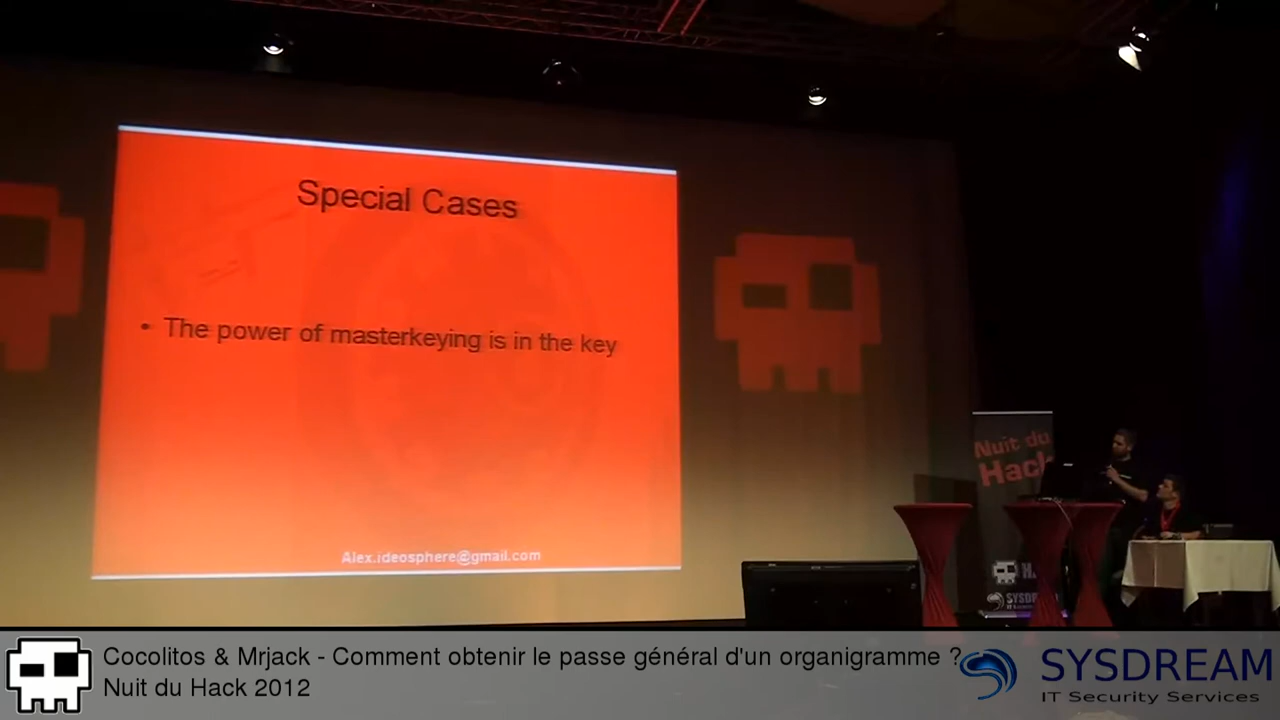 Special Cases
• The power of masterkeying is in the key
Alex.ideosphere@gmail.com
Nuit du
Hack
SYSDRE
Cocolitos & Mrjack - Comment obtenir le passe général d'un organigramme ?
Nuit du Hack 2012
SYSDREAM
IT Security Services